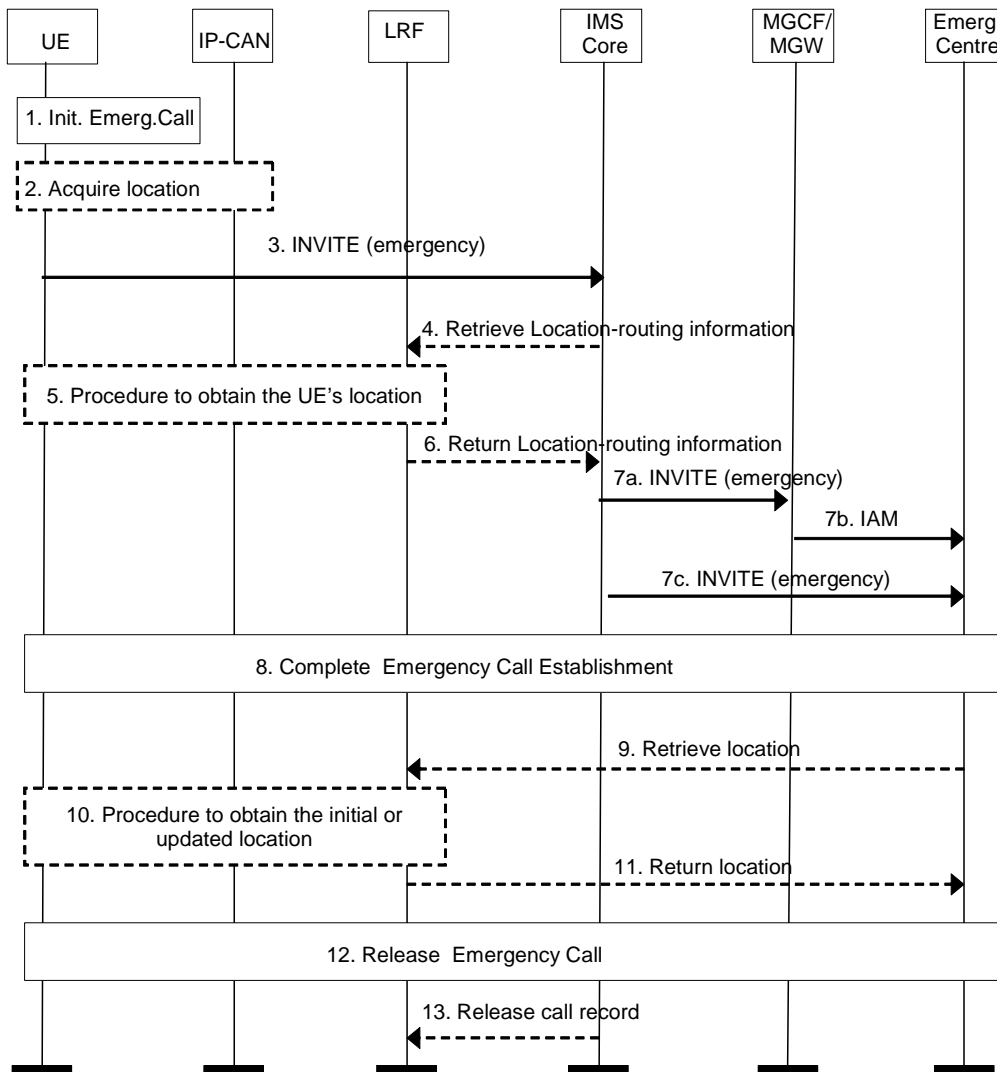 UE
IP-CAN
LRF
IMS
Core
MGCF/
MGW
Emerg.
Centre
1. Init. Emerg.Call
2. Acquire location
3. INVITE (emergency)
4. Retrieve Location-routing information
5. Procedure to obtain the UE's location
6. Return Location-routing information
7a. INVITE (emergency)
7b. IAM
7c. INVITE (emergency)
8. Complete Emergency Call Establishment
9. Retrieve location
10. Procedure to obtain the initial or
updated location
11. Return location
12. Release Emergency Call
13. Release call record